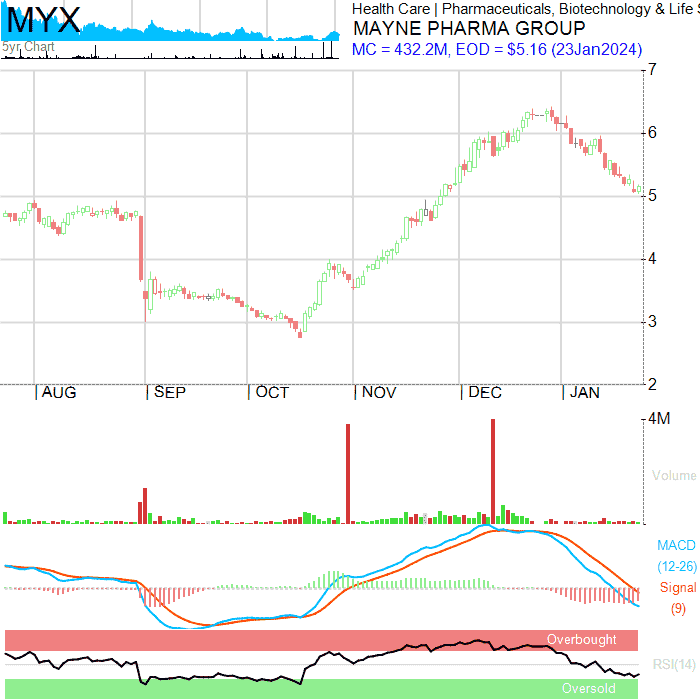 MYX
5yr Chart
Health Care | Pharmaceuticals, Biotechnology & Life S
MAYNE PHARMA GROUP
MC = 432.2M, EOD = $5.16 (23Jan2024)
7
6
5
4
3
2
| AUG | SEP | OCT | NOV | DEC | JAN
4M
Volume
MACD
(12-26)
Signal
(9)
Overbought
RSI(14)
Oversold